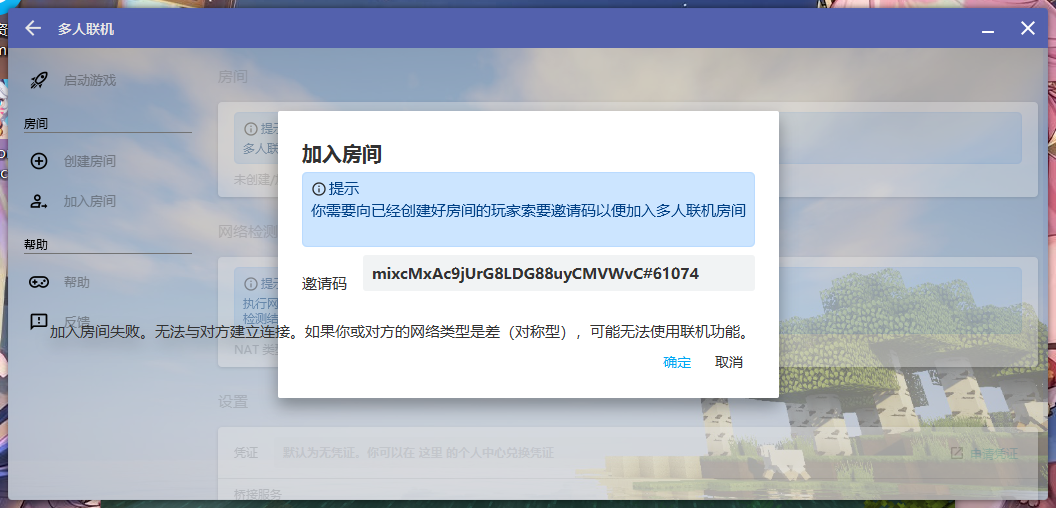 多人联机
启动游戏
房间
创建房间
加入房间
帮助
帮助
反馈
房间
提示
多人联
未创建/
网络检测
提示
执行网
检测结
NAT 类型
设置
凭证
默认为无凭证。你可以在 这里 的个人中心兑换凭证
申请凭证
桥接服务
加入房间
提示
你需要向已经创建好房间的玩家索要邀请码以便加入多人联机房间
邀请码
mixcMxAc9jUrG8LDG88uyCMVWvC#61074
加入房间失败。无法与对方建立连接。如果你或对方的网络类型是差（对称型），可能无法使用联机功能。
确定
取消